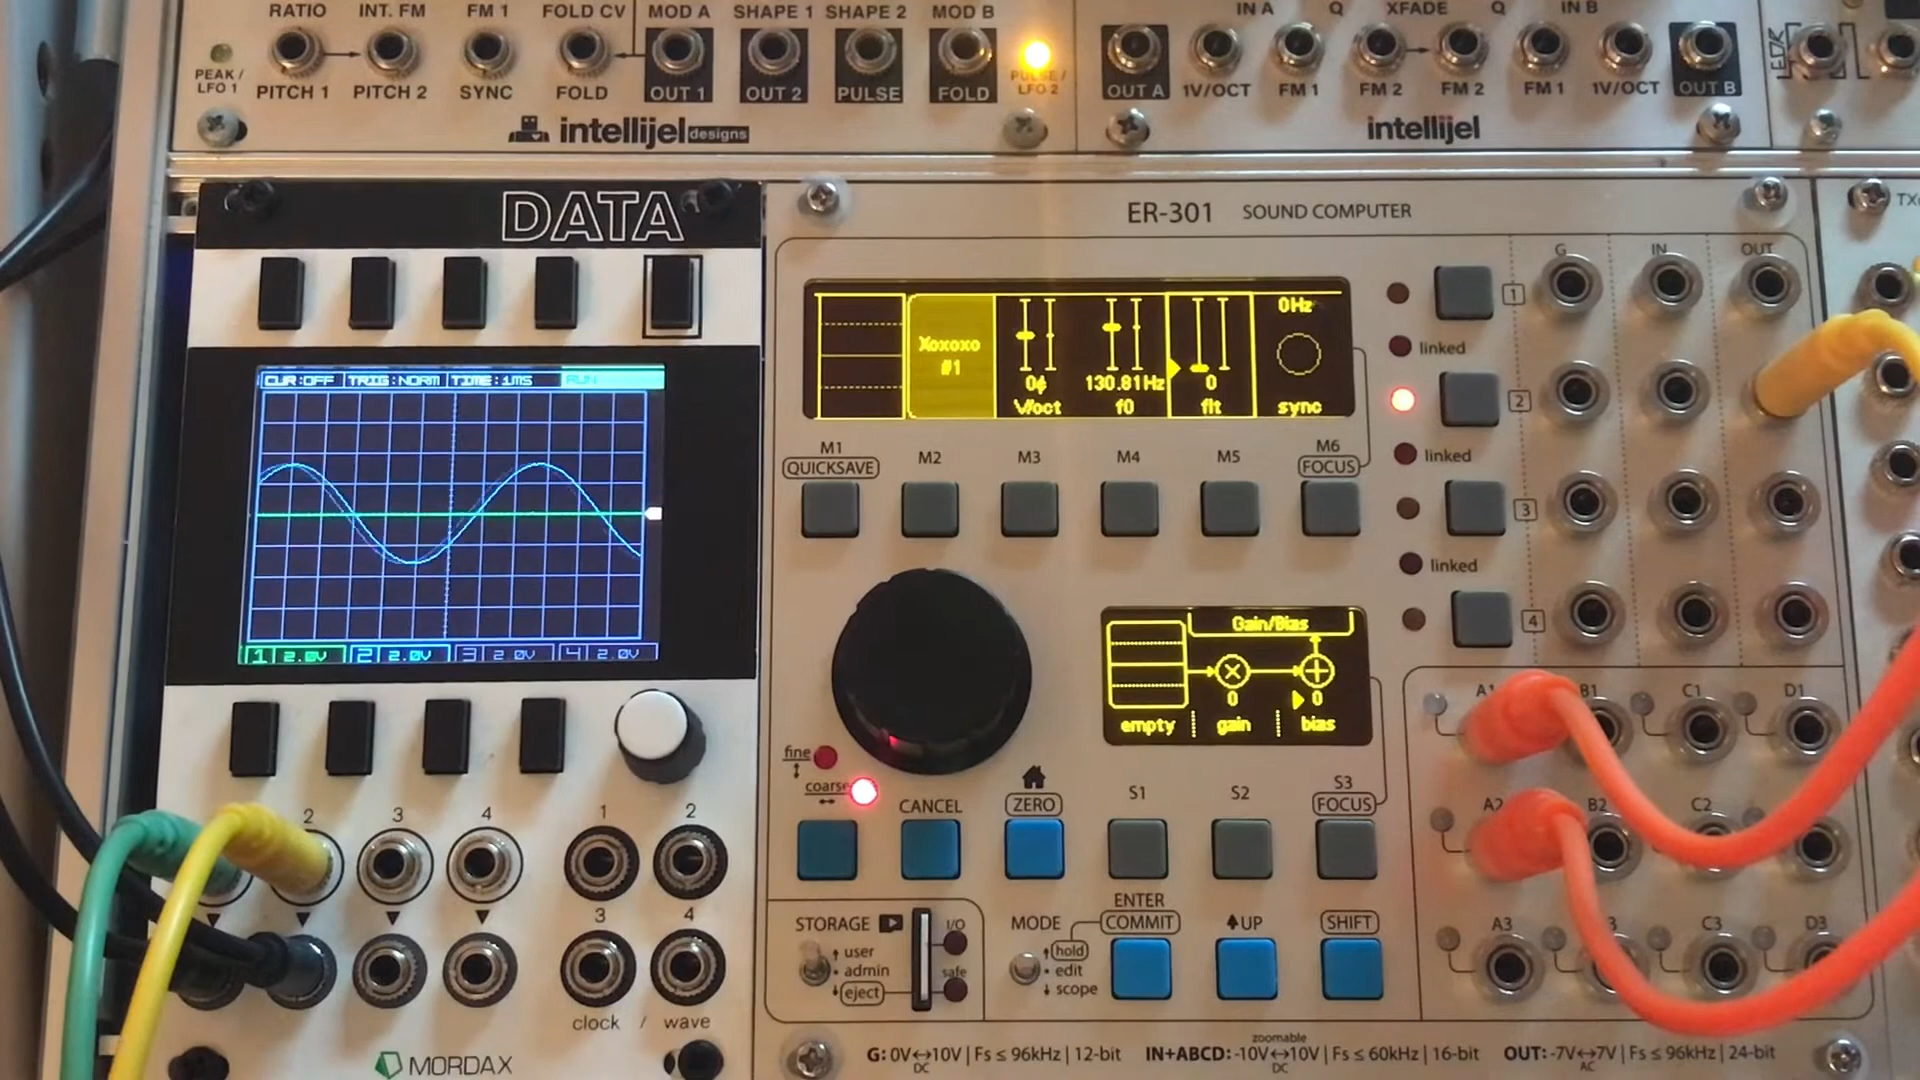 RATIO INT. FM FM 1 FOLD CV MOD A SHAPE 1 SHAPE 2 MOD B
PEAK / LFO 1
PITCH 1 PITCH 2 SYNC FOLD OUT 1 OUT 2 PULSE FOLD
PULSE / LFO 2
intellijel designs
IN A Q XFADE Q IN B
OUT A 1V/OCT FM 1 FM 2 FM 2 FM 1 1V/OCT OUT B
intellijel
DATA
CUR:OFF TRIG:NORM TIME:1MS RUN
1 2.0V 2 2.0V 3 2.0V 4 2.0V
2 3 4 1 2
3 4
clock / wave
MORDAX
ER-301 SOUND COMPUTER
G IN OUT
Xoxoxo
#1
0¢
V/oct
130.81Hz
f0
0
flt
0Hz
sync
M1 M2 M3 M4 M5 M6
QUICKSAVE FOCUS
1
linked
2
linked
3
linked
4
Gain/Bias
0 0
empty gain bias
fine
coarse
CANCEL ZERO S1 S2 S3
FOCUS
STORAGE
user
admin
eject
I/O
safe
MODE
hold
edit
scope
ENTER
COMMIT
UP
SHIFT
A1 B1 C1 D1
A2 B2 C2
A3 C3 D3
zoomable
G: 0V↔10V | Fs ≤ 96kHz | 12-bit IN+ABCD: -10V↔10V | Fs ≤ 60kHz | 16-bit OUT: -7V↔7V | Fs ≤ 96kHz | 24-bit
DC DC AC